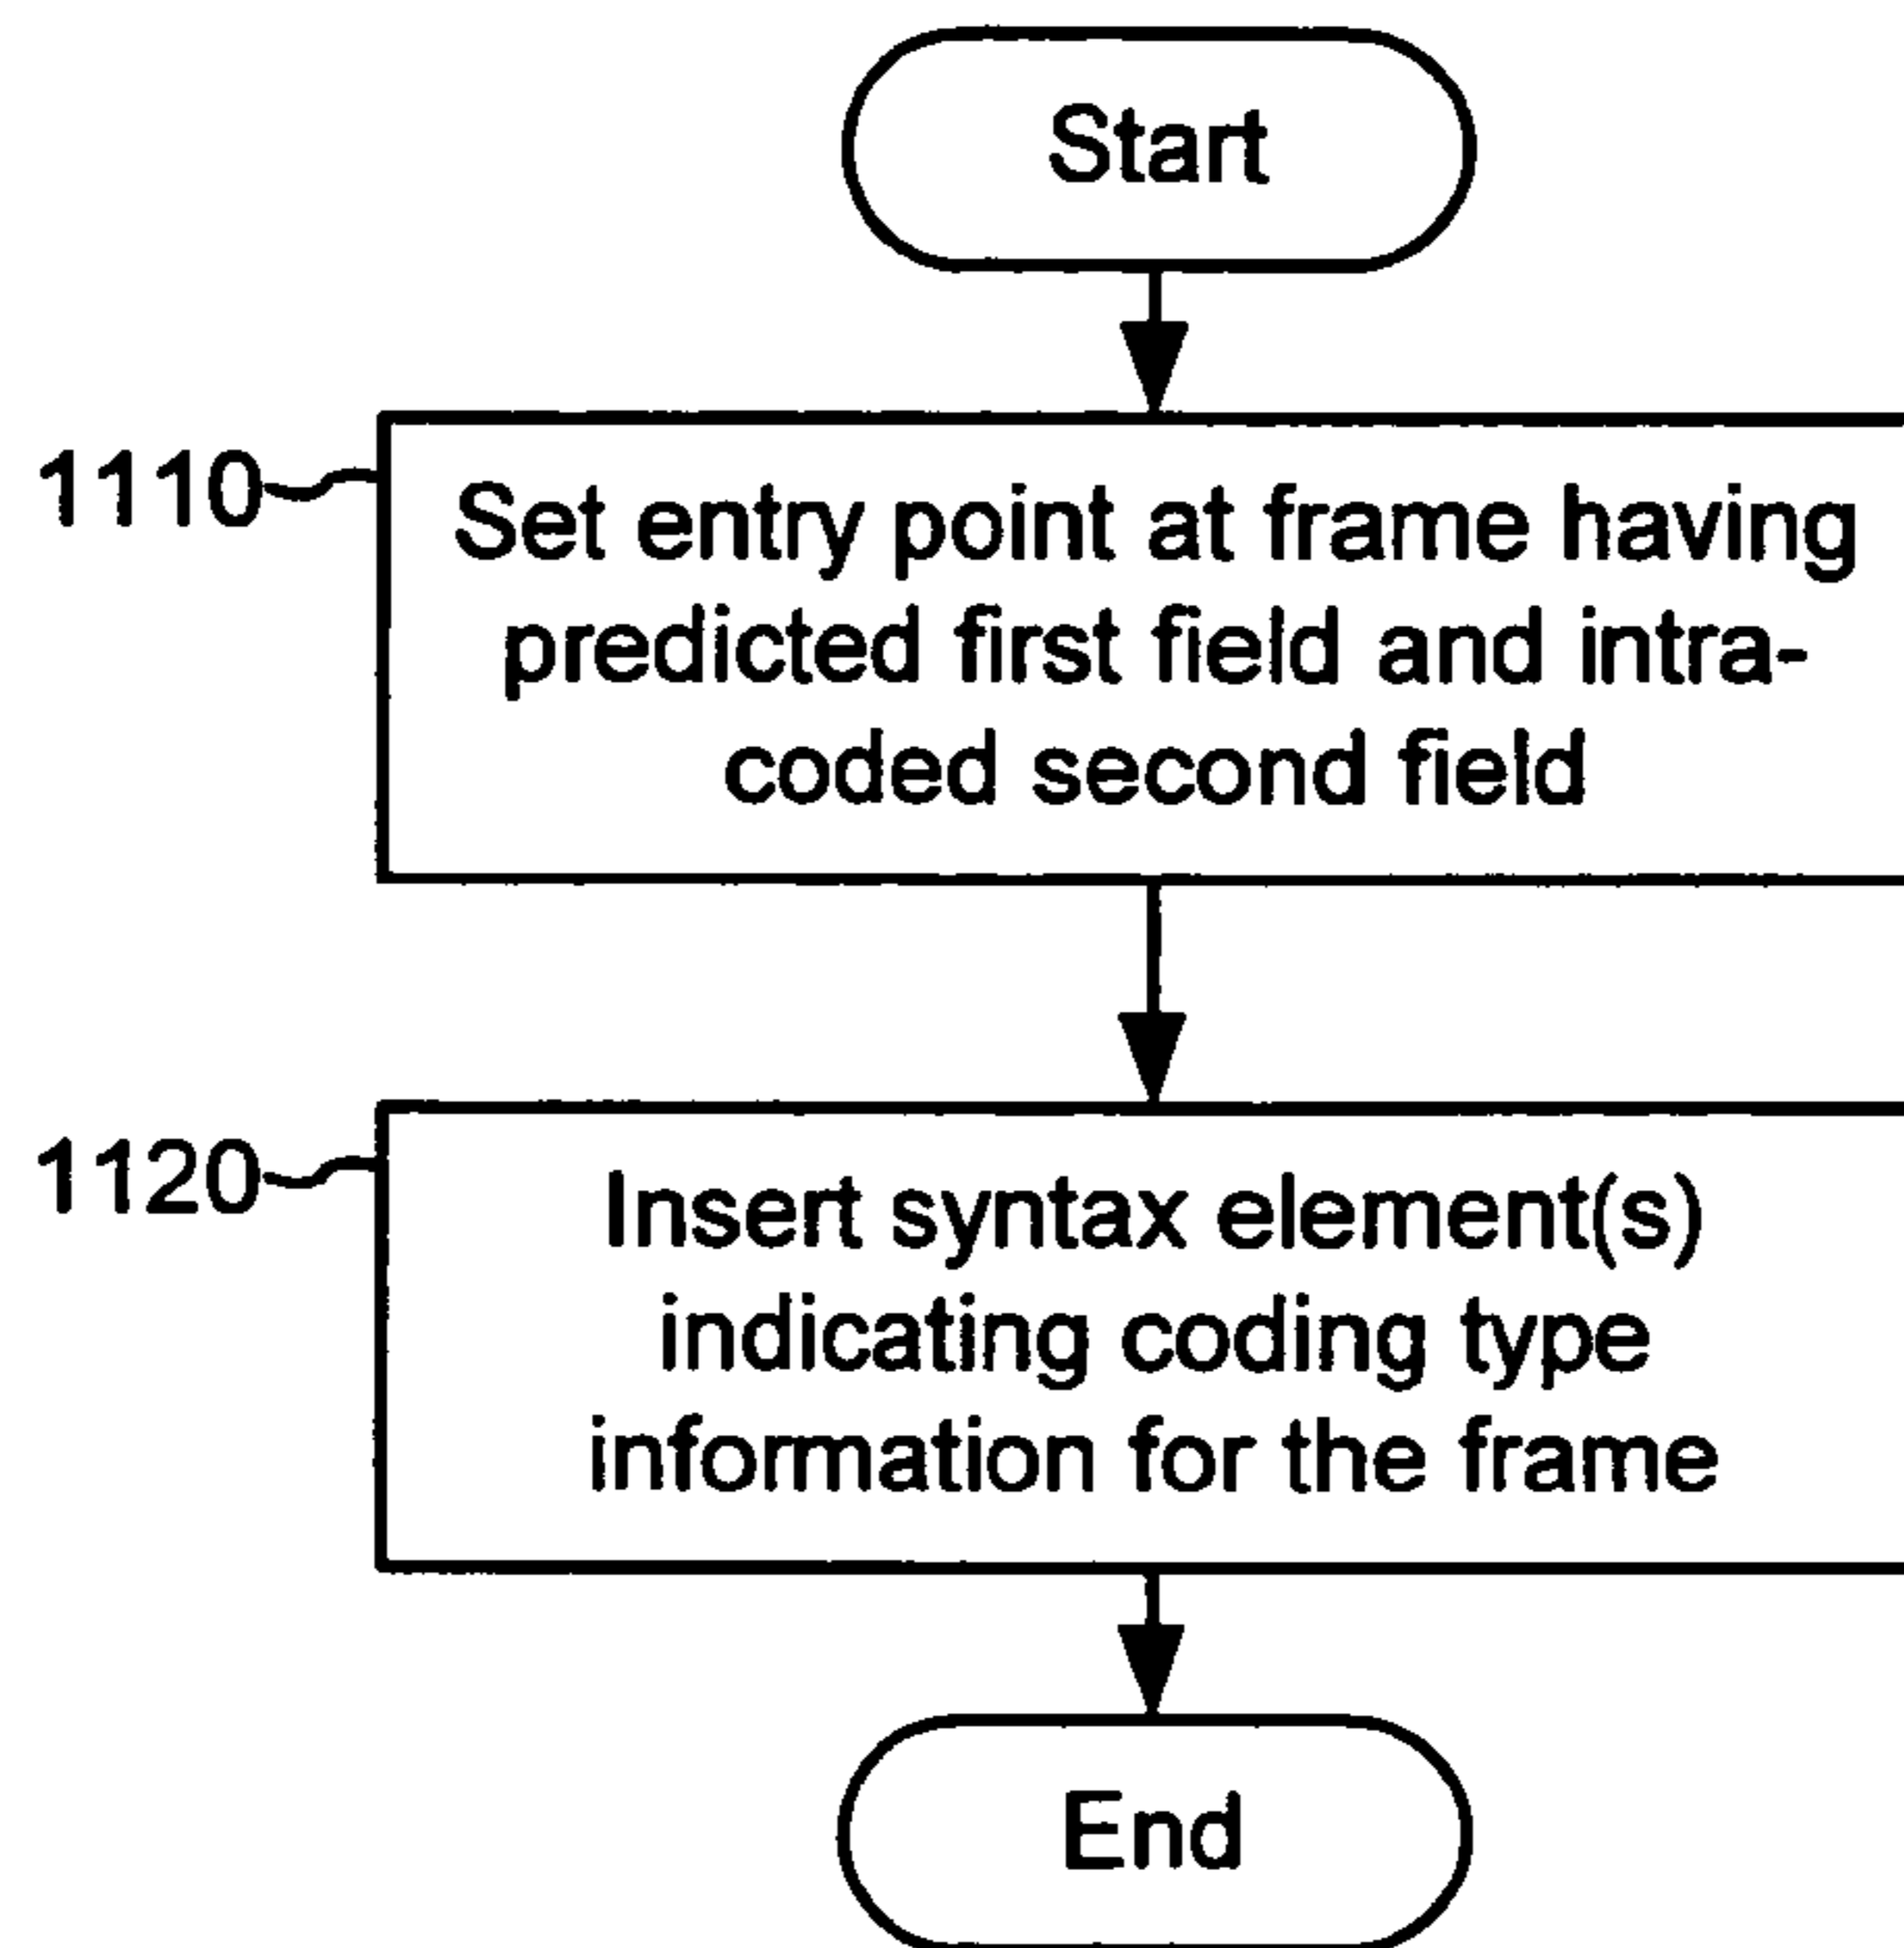 Start
1110
Set entry point at frame having
predicted first field and intra-
coded second field
1120
Insert syntax element(s)
indicating coding type
information for the frame
End